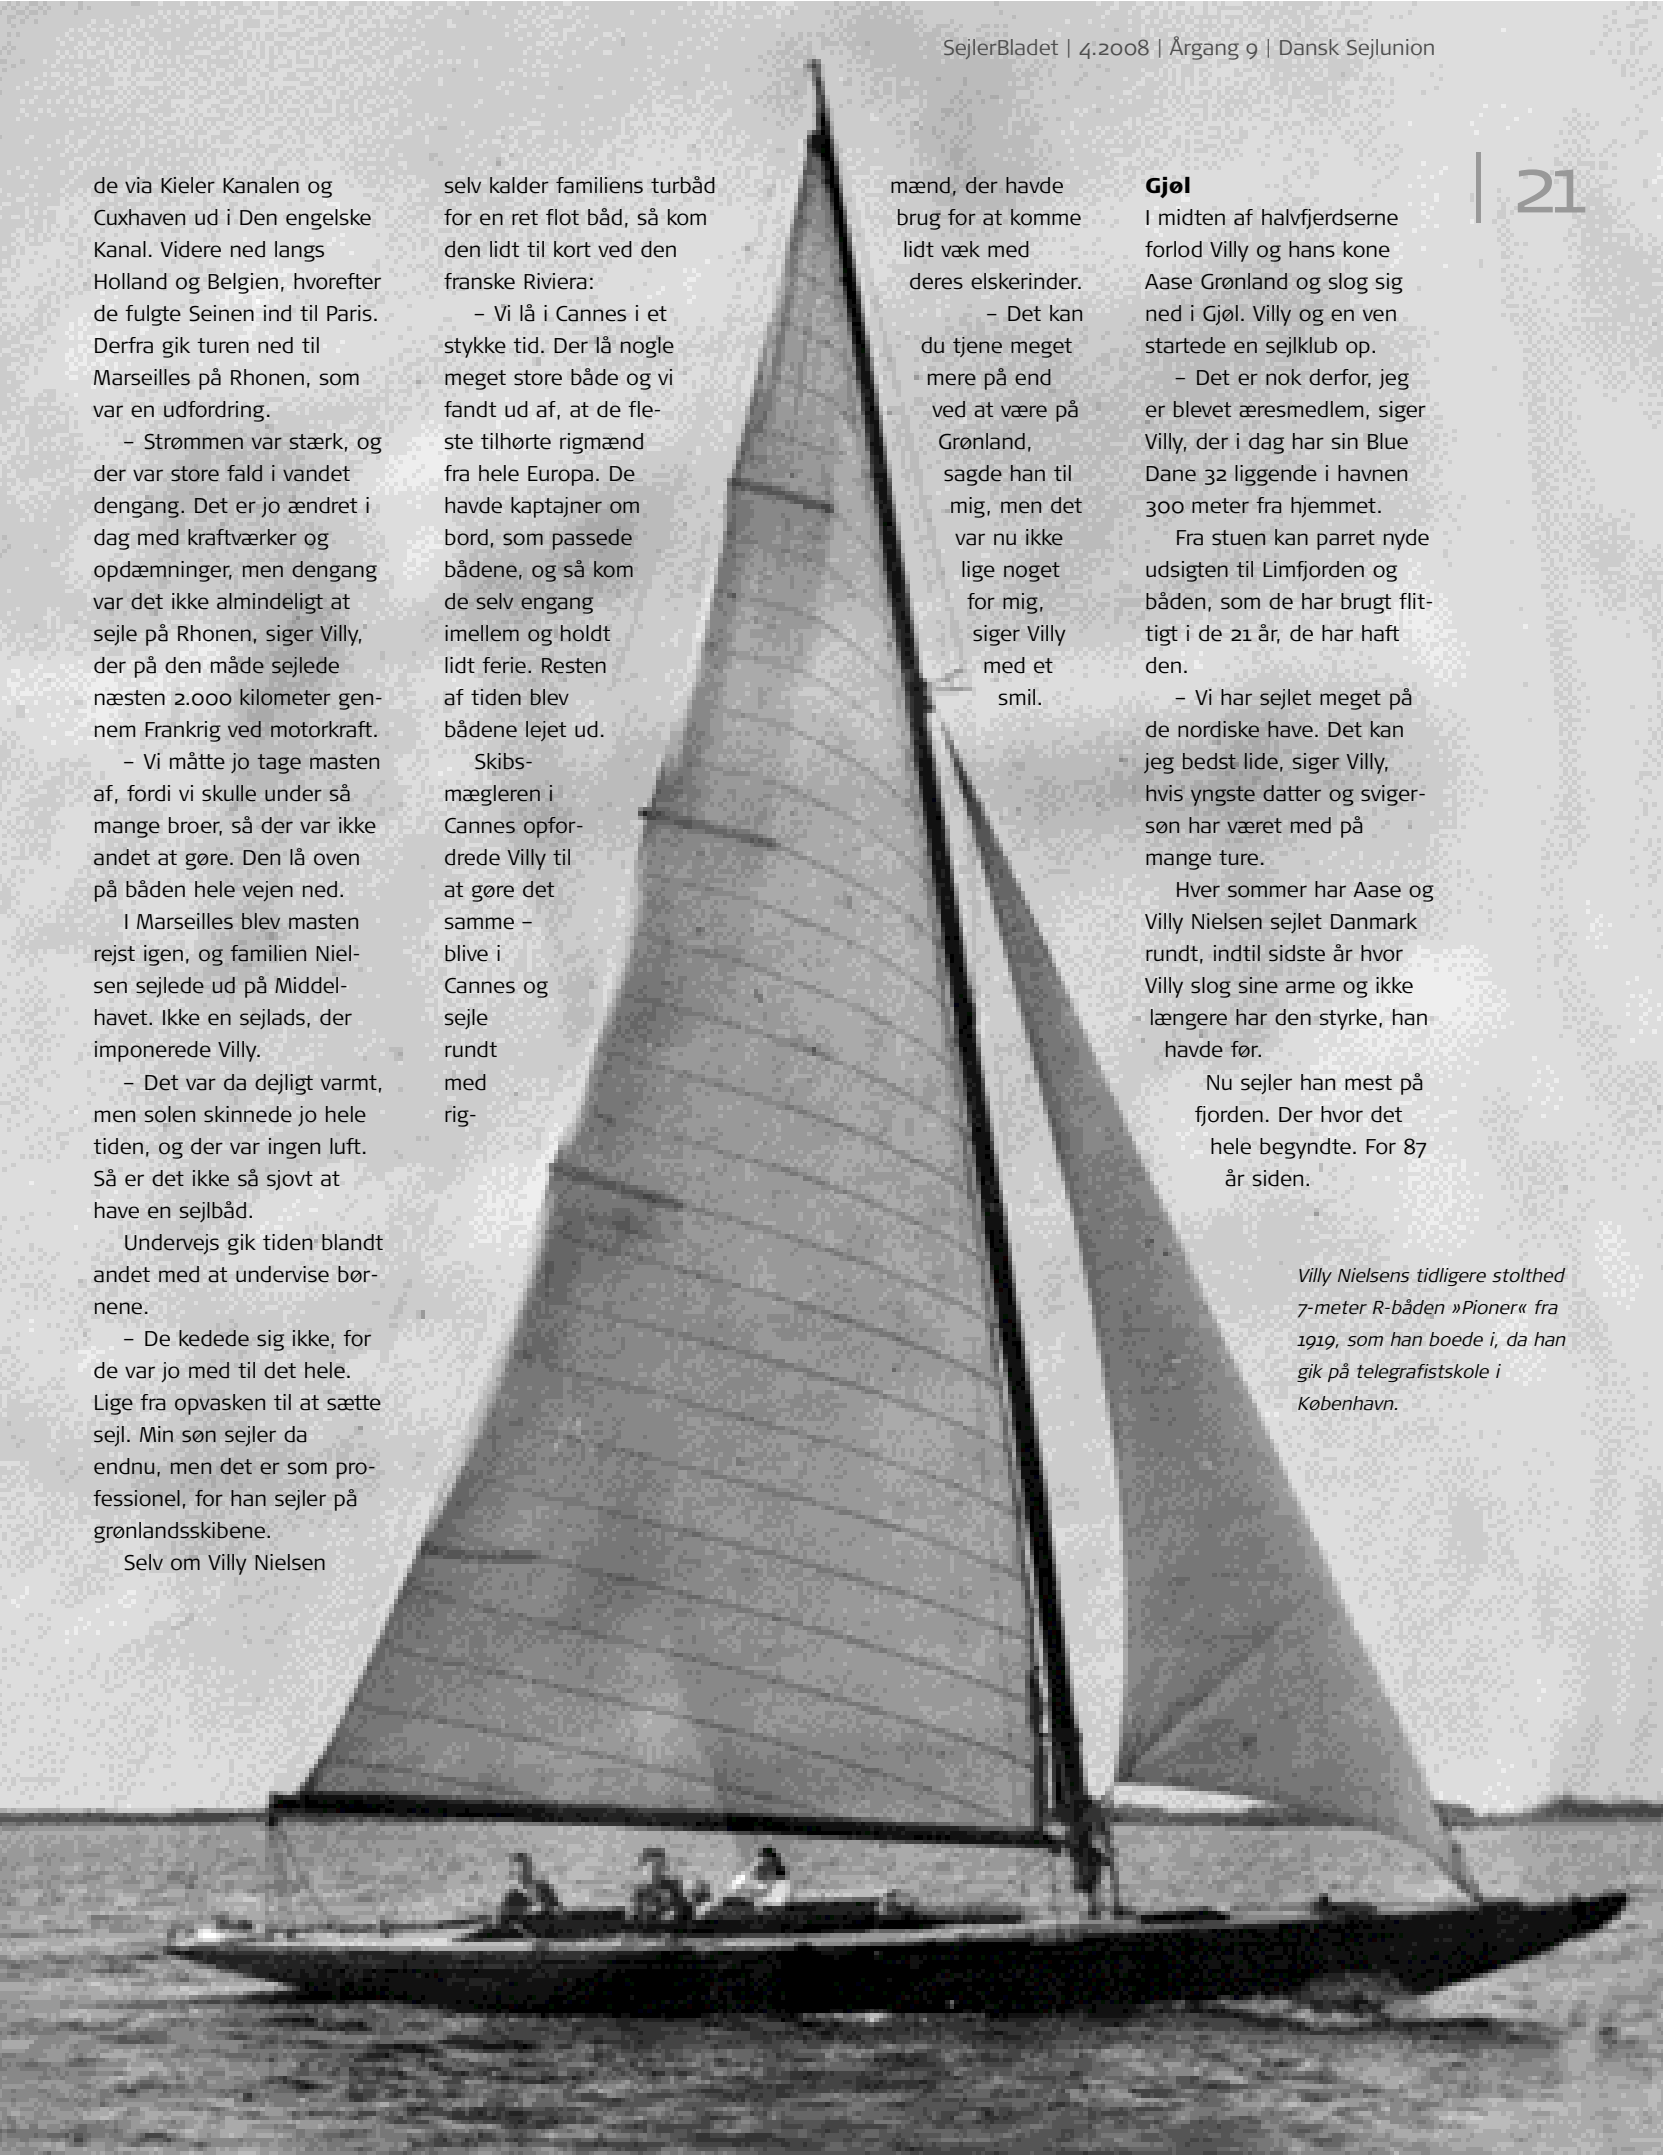 SejlerBladet | 4.2008 | Årgang 9 | Dansk Sejlunion
21
de via Kieler Kanalen og
Cuxhaven ud i Den engelske
Kanal. Videre ned langs
Holland og Belgien, hvorefter
de fulgte Seinen ind til Paris.
Derfra gik turen ned til
Marseilles på Rhonen, som
var en udfordring.
– Strømmen var stærk, og
der var store fald i vandet
dengang. Det er jo ændret i
dag med kraftværker og
opdæmninger, men dengang
var det ikke almindeligt at
sejle på Rhonen, siger Villy,
der på den måde sejlede
næsten 2.000 kilometer gen-
nem Frankrig ved motorkraft.
– Vi måtte jo tage masten
af, fordi vi skulle under så
mange broer, så der var ikke
andet at gøre. Den lå oven
på båden hele vejen ned.
I Marseilles blev masten
rejst igen, og familien Niel-
sen sejlede ud på Middel-
havet. Ikke en sejlads, der
imponerede Villy.
– Det var da dejligt varmt,
men solen skinnede jo hele
tiden, og der var ingen luft.
Så er det ikke så sjovt at
have en sejlbåd.
Undervejs gik tiden blandt
andet med at undervise bør-
nene.
– De kedede sig ikke, for
de var jo med til det hele.
Lige fra opvasken til at sætte
sejl. Min søn sejler da
endnu, men det er som pro-
fessionel, for han sejler på
grønlandsskibene.
Selv om Villy Nielsen
selv kalder familiens turbåd
for en ret flot båd, så kom
den lidt til kort ved den
franske Riviera:
– Vi lå i Cannes i et
stykke tid. Der lå nogle
meget store både og vi
fandt ud af, at de fle-
ste tilhørte rigmænd
fra hele Europa. De
havde kaptajner om
bord, som passede
bådene, og så kom
de selv engang
imellem og holdt
lidt ferie. Resten
af tiden blev
bådene lejet ud.
Skibs-
mægleren i
Cannes opfor-
drede Villy til
at gøre det
samme –
blive i
Cannes og
sejle
rundt
med
rig-
mænd, der havde
brug for at komme
lidt væk med
deres elskerinder.
– Det kan
du tjene meget
mere på end
ved at være på
Grønland,
sagde han til
mig, men det
var nu ikke
lige noget
for mig,
siger Villy
med et
smil.
Gjøl
I midten af halvfjerdserne
forlod Villy og hans kone
Aase Grønland og slog sig
ned i Gjøl. Villy og en ven
startede en sejlklub op.
– Det er nok derfor, jeg
er blevet æresmedlem, siger
Villy, der i dag har sin Blue
Dane 32 liggende i havnen
300 meter fra hjemmet.
Fra stuen kan parret nyde
udsigten til Limfjorden og
båden, som de har brugt flit-
tigt i de 21 år, de har haft
den.
– Vi har sejlet meget på
de nordiske have. Det kan
jeg bedst lide, siger Villy,
hvis yngste datter og sviger-
søn har været med på
mange ture.
Hver sommer har Aase og
Villy Nielsen sejlet Danmark
rundt, indtil sidste år hvor
Villy slog sine arme og ikke
længere har den styrke, han
havde før.
Nu sejler han mest på
fjorden. Der hvor det
hele begyndte. For 87
år siden.
Villy Nielsens tidligere stolthed
7-meter R-båden »Pioner« fra
1919, som han boede i, da han
gik på telegrafistskole i
København.